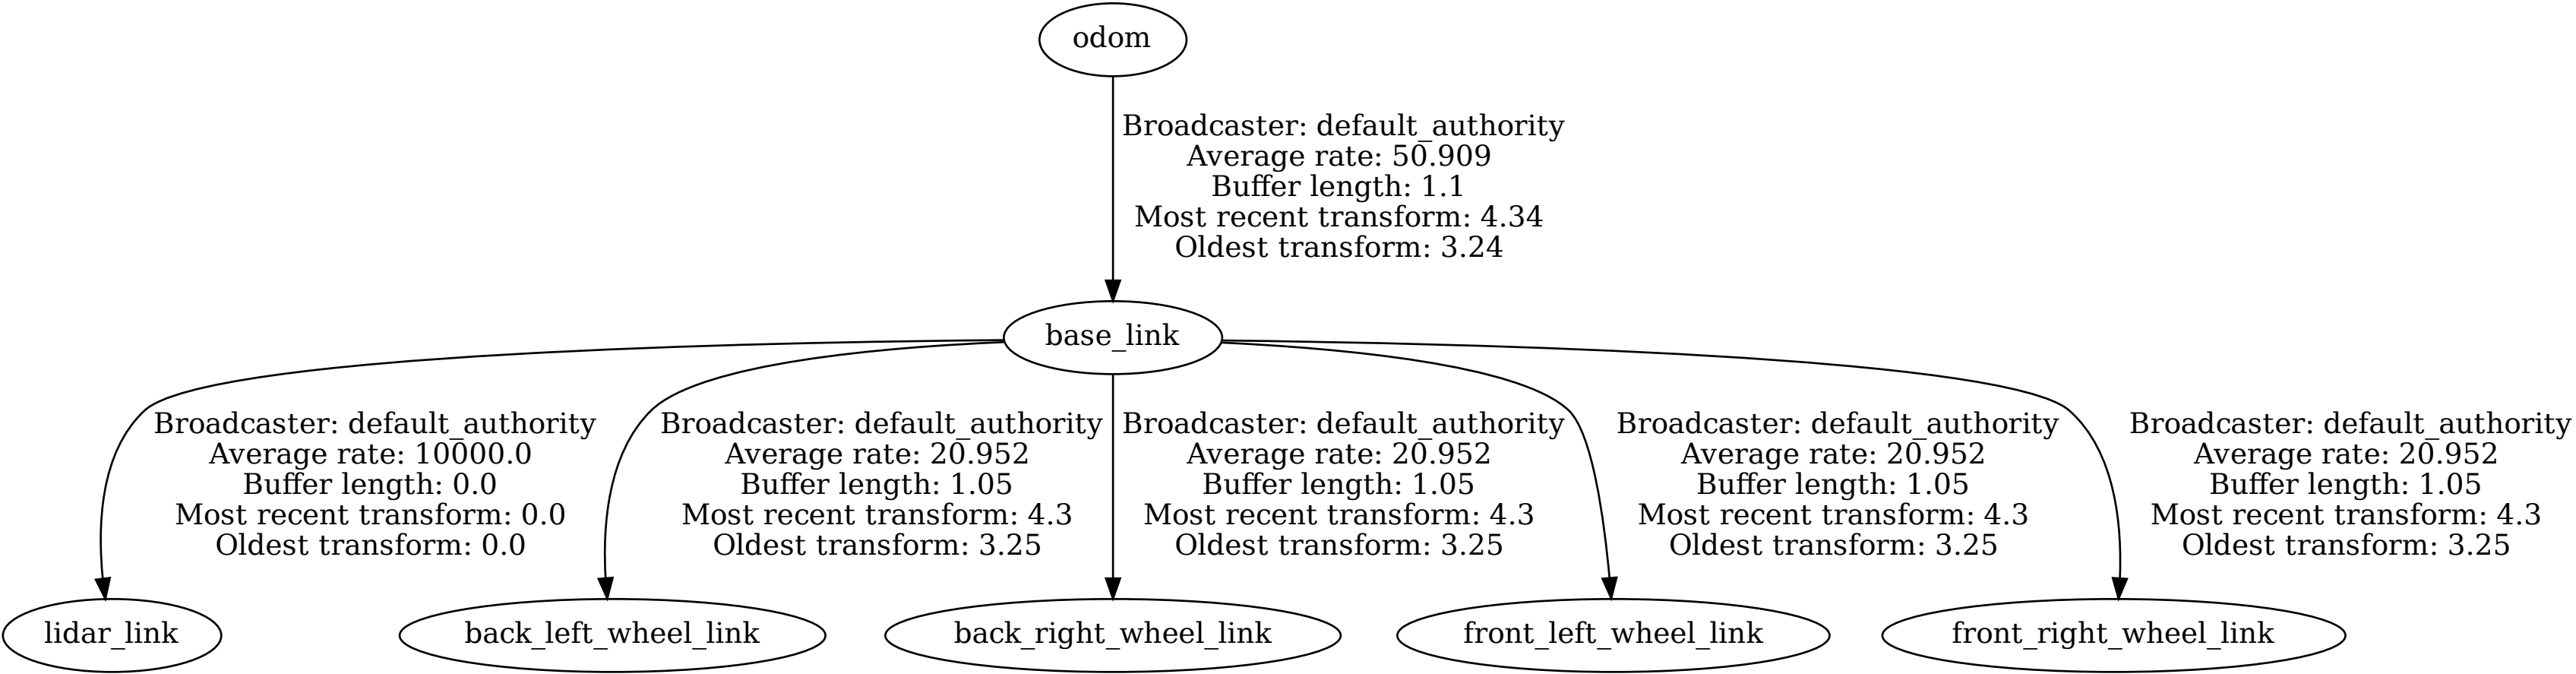 odom
Broadcaster: default_authority
Average rate: 50.909
Buffer length: 1.1
Most recent transform: 4.34
Oldest transform: 3.24
base_link
Broadcaster: default_authority
Average rate: 10000.0
Buffer length: 0.0
Most recent transform: 0.0
Oldest transform: 0.0
Broadcaster: default_authority
Average rate: 20.952
Buffer length: 1.05
Most recent transform: 4.3
Oldest transform: 3.25
Broadcaster: default_authority
Average rate: 20.952
Buffer length: 1.05
Most recent transform: 4.3
Oldest transform: 3.25
Broadcaster: default_authority
Average rate: 20.952
Buffer length: 1.05
Most recent transform: 4.3
Oldest transform: 3.25
Broadcaster: default_authority
Average rate: 20.952
Buffer length: 1.05
Most recent transform: 4.3
Oldest transform: 3.25
lidar_link
back_left_wheel_link
back_right_wheel_link
front_left_wheel_link
front_right_wheel_link